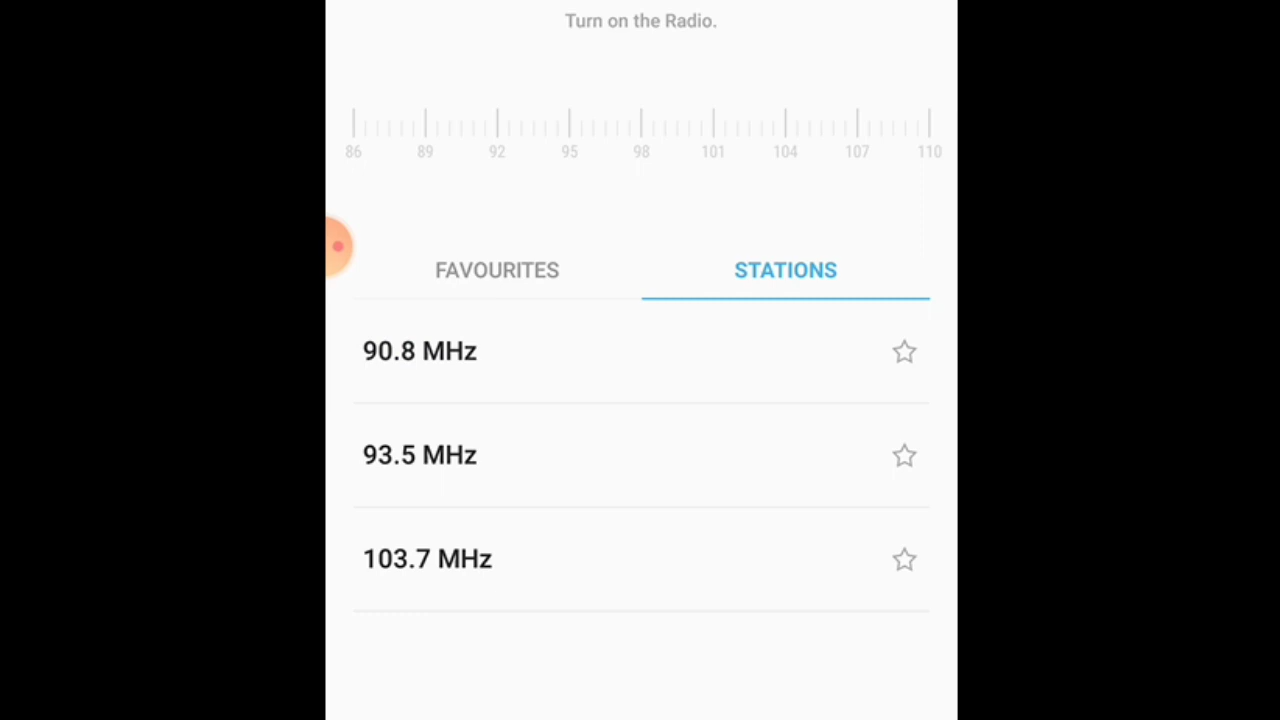 Turn on the Radio.
86 89 92 95 98 101 104 107 110
FAVOURITES STATIONS
90.8 MHz
93.5 MHz
103.7 MHz